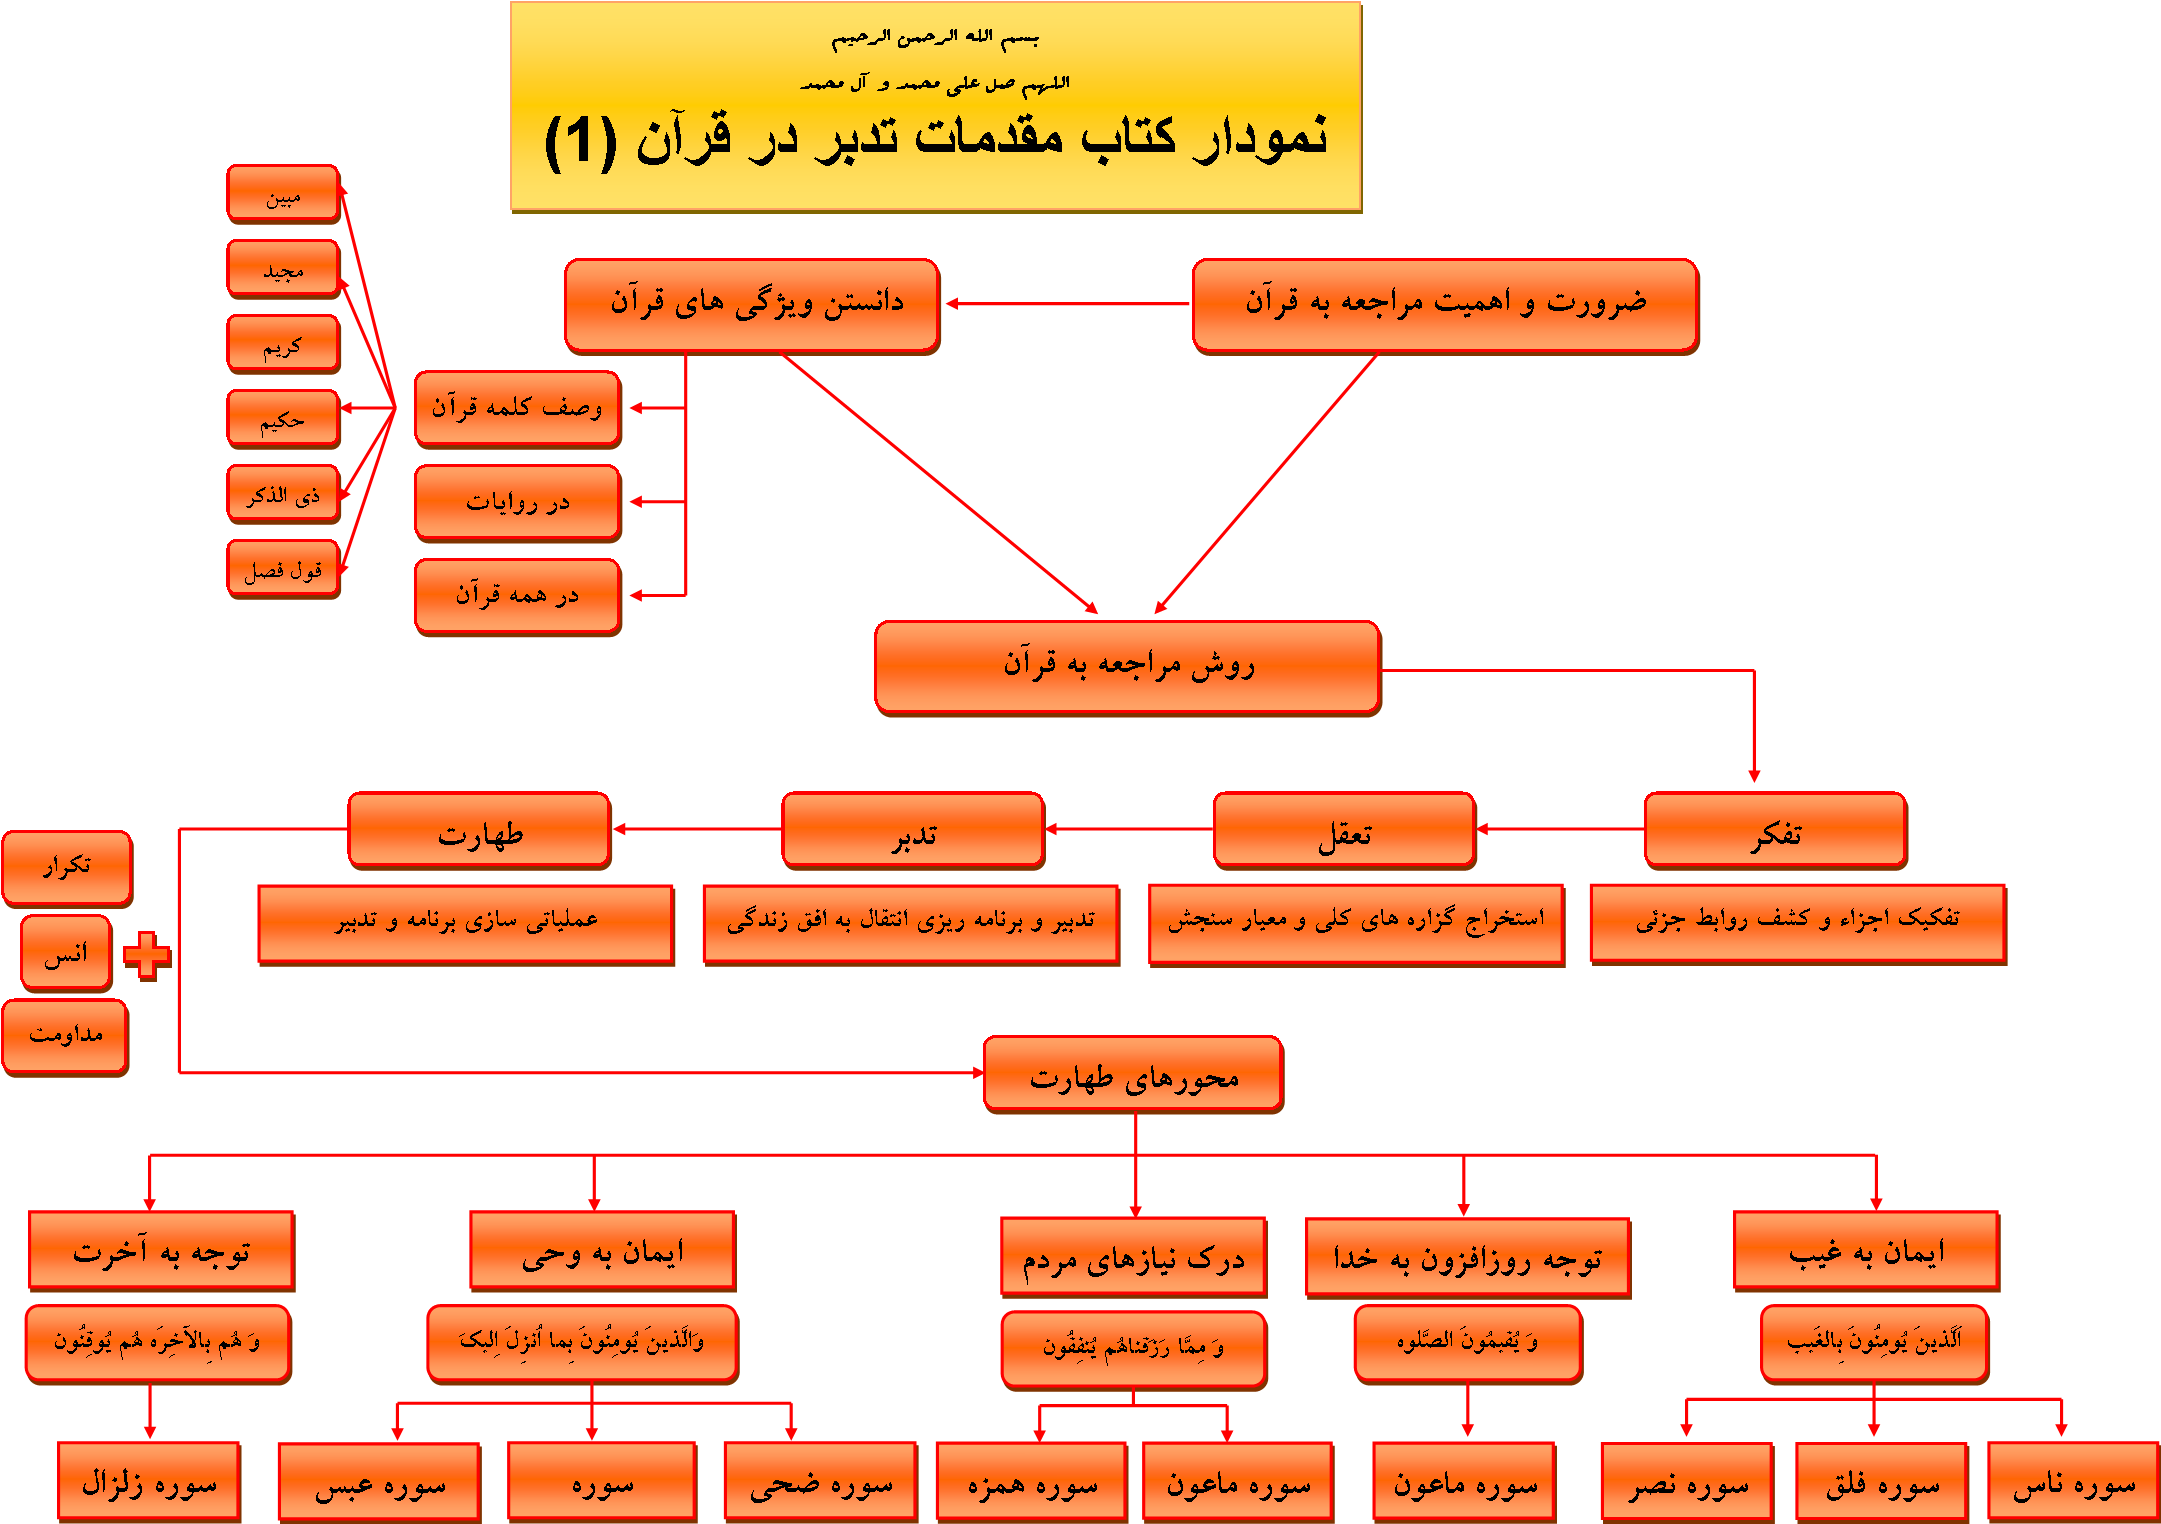 بسم الله الرحمن الرحیم
اللهم صل علی محمد و آل محمد
نمودار کتاب مقدمات تدبر در قرآن (1)
ضرورت و اهمیت مراجعه به قرآن
دانستن ویژگی های قرآن
وصف کلمه قرآن
در روایات
در همه قرآن
مبین
مجید
کریم
حکیم
ذی الذکر
قول فصل
روش مراجعه به قرآن
تفکر
تعقل
تدبر
طهارت
تفکیک اجزاء و کشف روابط جزئی
استخراج گزاره های کلی و معیار سنجش
تدبیر و برنامه ریزی انتقال به افق زندگی
عملیاتی سازی برنامه و تدبیر
تکرار
انس
مداومت
محورهای طهارت
ایمان به غیب
توجه روزافزون به خدا
درک نیازهای مردم
ایمان به وحی
توجه به آخرت
اَلَّذینَ یُومِنُونَ بِالغَیب
وَ یُقیمُونَ الصَّلوه
وَ مِمَّا رَزَقناهُم یُنفِقُون
وَالَّذینَ یُومِنُونَ بِما اُنزِلَ اِلیکَ
وَ هُم بِالآخِرَه هُم یُوقِنُون
سوره ناس
سوره فلق
سوره نصر
سوره ماعون
سوره ماعون
سوره همزه
سوره ضحی
سوره
سوره عبس
سوره زلزال